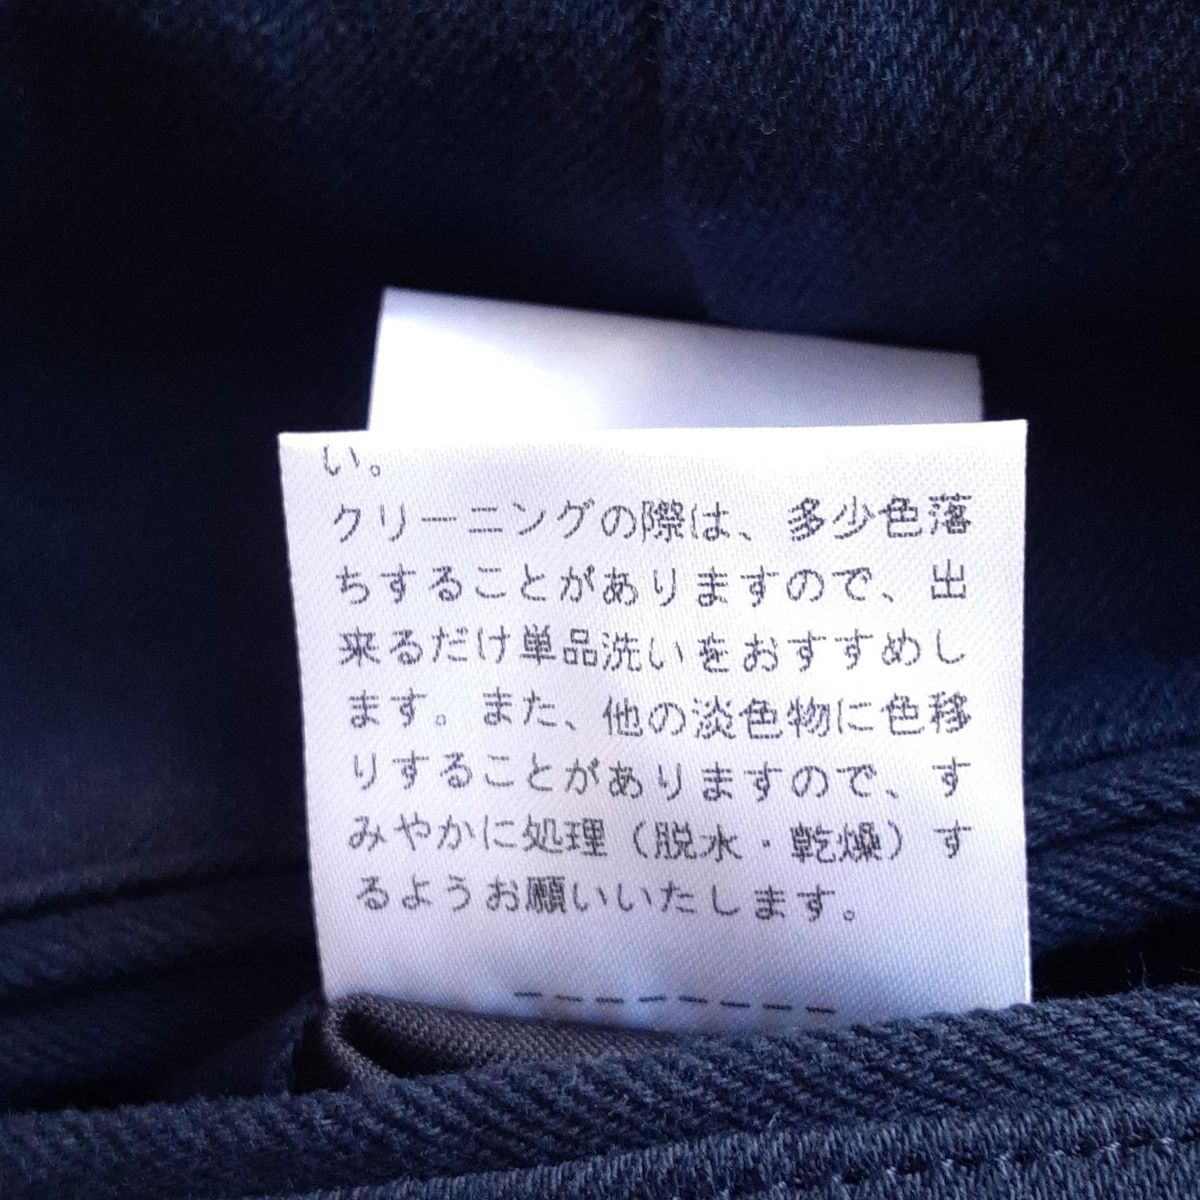 い。
クリーニングの際は、多少色落
ちすることがありますので、出
来るだけ単品洗いをおすすめし
ます。また、他の淡色物に色移
りすることがありますので、す
みやかに処理（脱水・乾燥）す
るようお願いいたします。